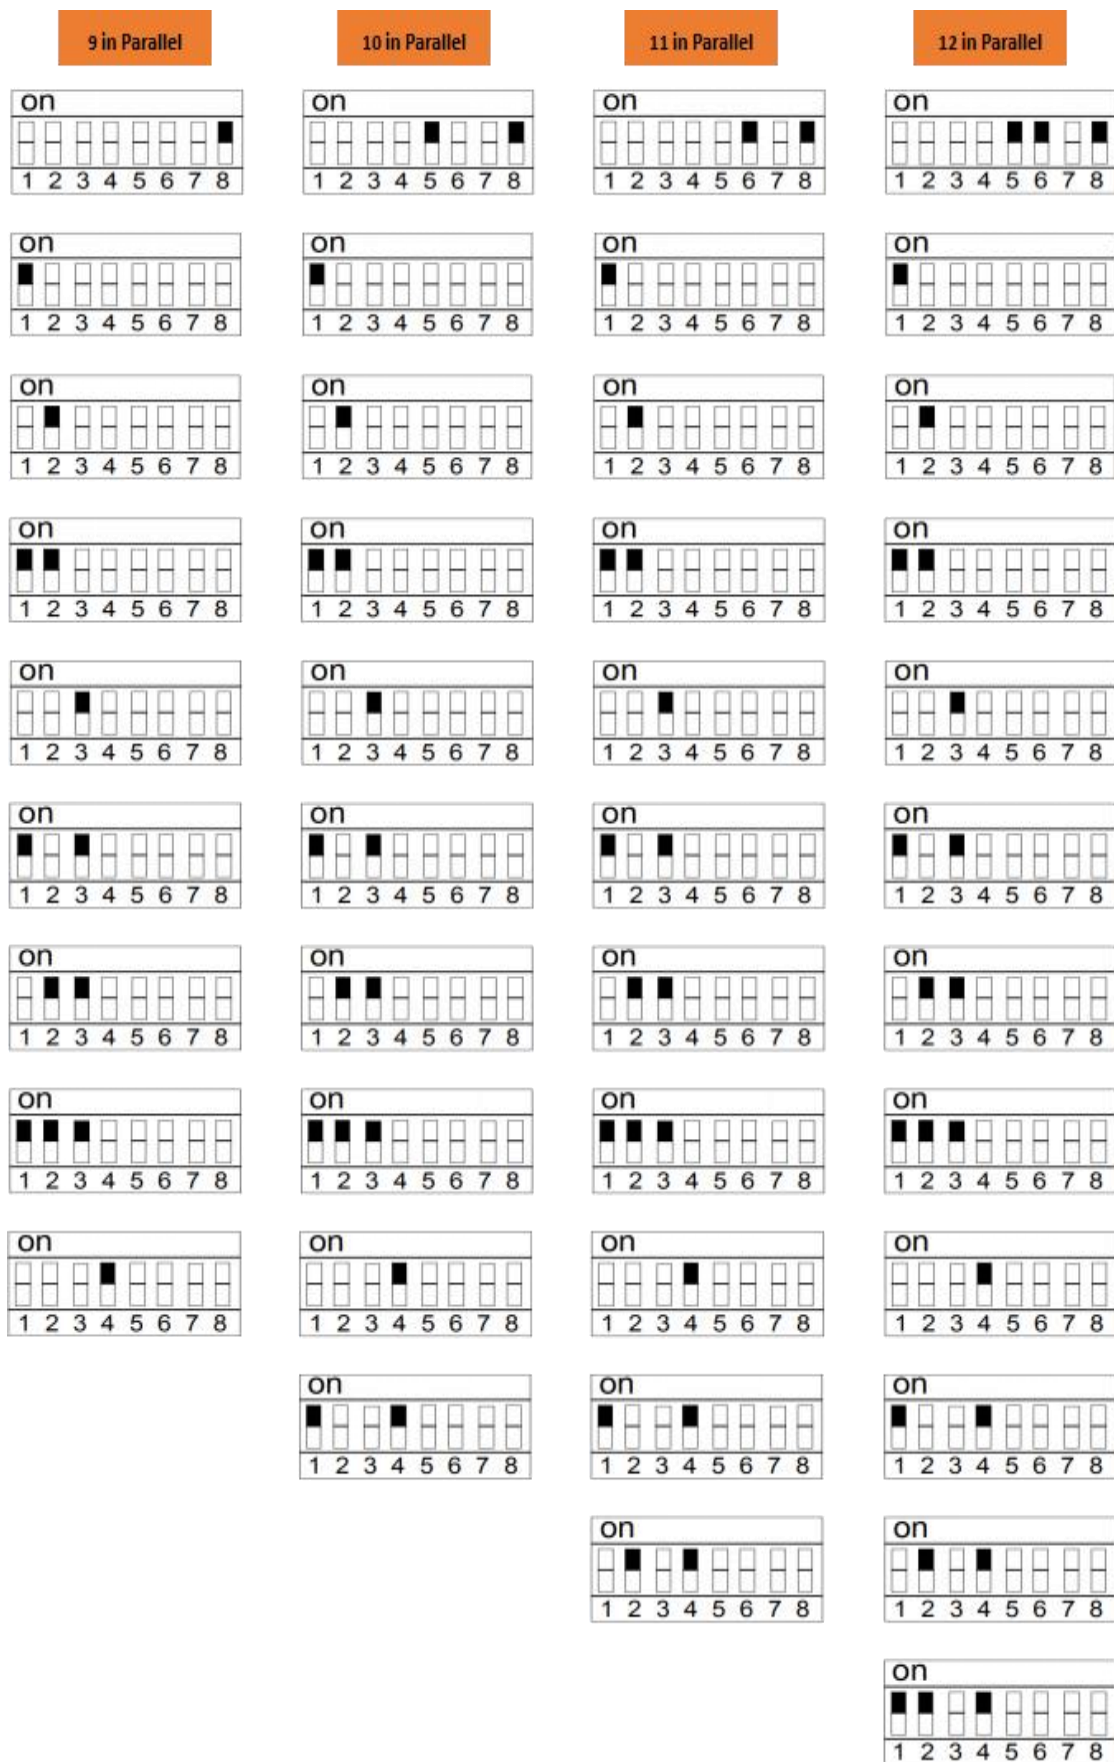 9 in Parallel 10 in Parallel 11 in Parallel 12 in Parallel
on on on on
1 2 3 4 5 6 7 8 1 2 3 4 5 6 7 8 1 2 3 4 5 6 7 8 1 2 3 4 5 6 7 8
on on on on
1 2 3 4 5 6 7 8 1 2 3 4 5 6 7 8 1 2 3 4 5 6 7 8 1 2 3 4 5 6 7 8
on on on on
1 2 3 4 5 6 7 8 1 2 3 4 5 6 7 8 1 2 3 4 5 6 7 8 1 2 3 4 5 6 7 8
on on on on
1 2 3 4 5 6 7 8 1 2 3 4 5 6 7 8 1 2 3 4 5 6 7 8 1 2 3 4 5 6 7 8
on on on on
1 2 3 4 5 6 7 8 1 2 3 4 5 6 7 8 1 2 3 4 5 6 7 8 1 2 3 4 5 6 7 8
on on on on
1 2 3 4 5 6 7 8 1 2 3 4 5 6 7 8 1 2 3 4 5 6 7 8 1 2 3 4 5 6 7 8
on on on on
1 2 3 4 5 6 7 8 1 2 3 4 5 6 7 8 1 2 3 4 5 6 7 8 1 2 3 4 5 6 7 8
on on on on
1 2 3 4 5 6 7 8 1 2 3 4 5 6 7 8 1 2 3 4 5 6 7 8 1 2 3 4 5 6 7 8
on on on on
1 2 3 4 5 6 7 8 1 2 3 4 5 6 7 8 1 2 3 4 5 6 7 8 1 2 3 4 5 6 7 8
on on on
1 2 3 4 5 6 7 8 1 2 3 4 5 6 7 8 1 2 3 4 5 6 7 8
on on
1 2 3 4 5 6 7 8 1 2 3 4 5 6 7 8
on
1 2 3 4 5 6 7 8